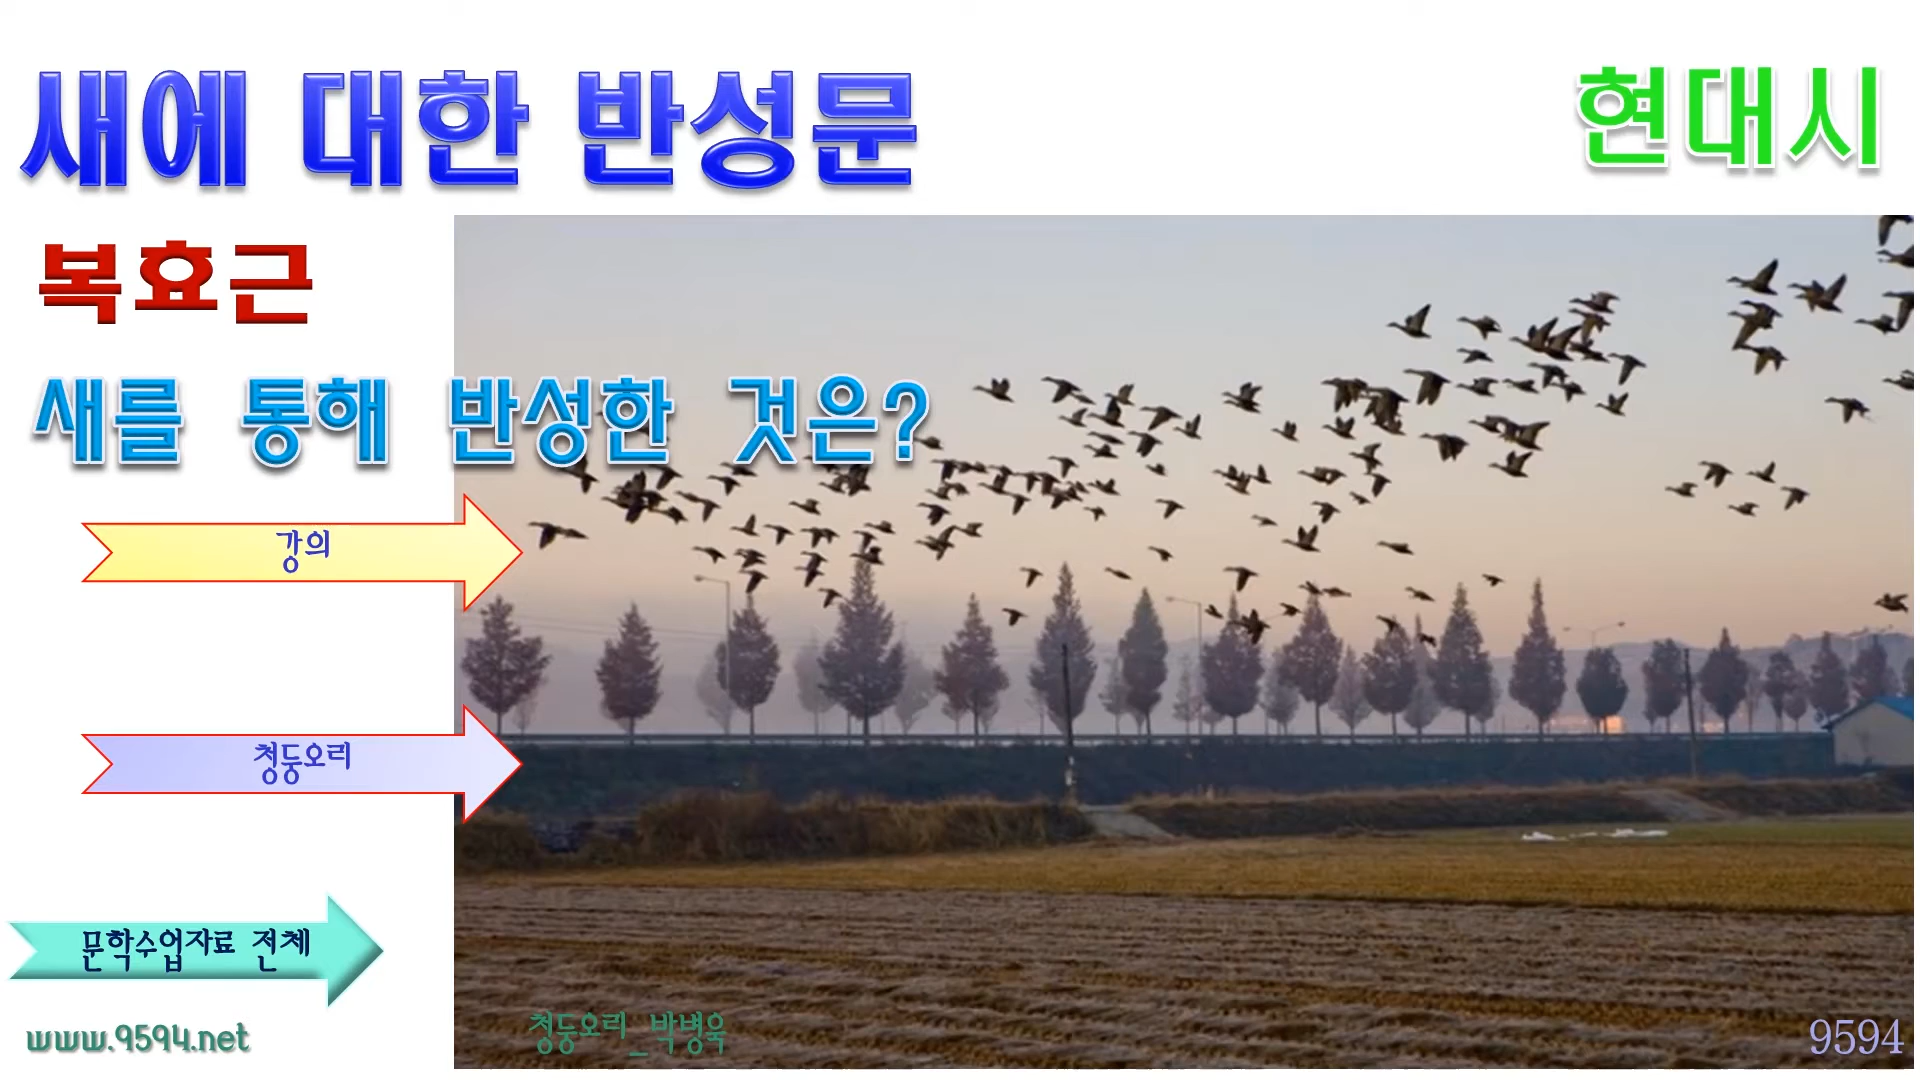 새에 대한 반성문
현대시
복효근
새를 통해 반성한 것은?
강의
청둥오리
문학수업자료 전체
www.9594.net
청둥오리_박병욱
9594